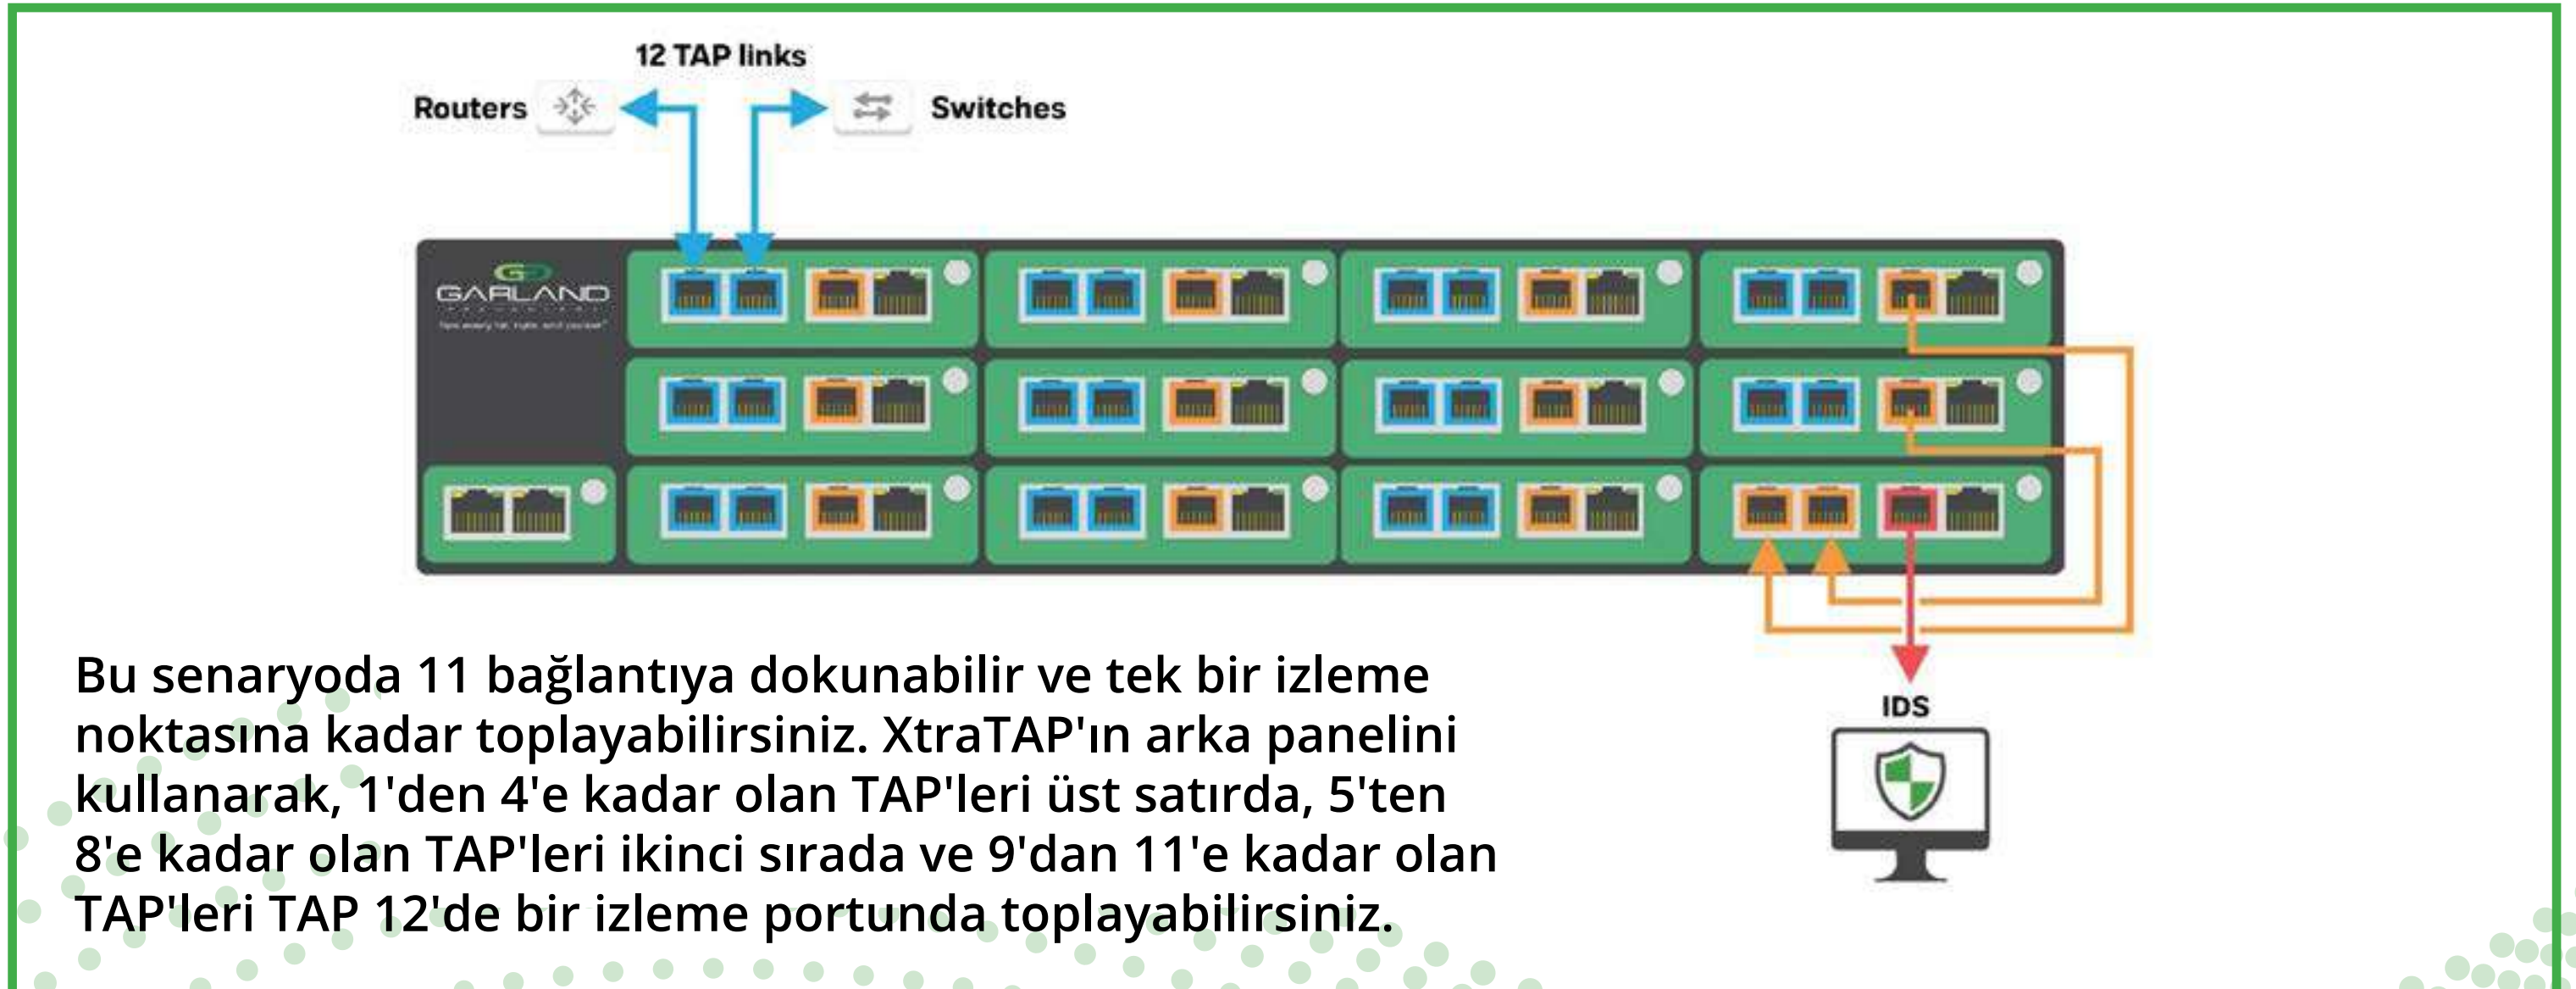 12 TAP links
Routers
Switches
GARLAND
IDS
Bu senaryoda 11 bağlantıya dokunabilir ve tek bir izleme
noktasına kadar toplayabilirsiniz. XtraTAP'ın arka panelini
kullanarak, 1'den 4'e kadar olan TAP'leri üst satırda, 5'ten
8'e kadar olan TAP'leri ikinci sırada ve 9'dan 11'e kadar olan
TAP'leri TAP 12'de bir izleme portunda toplayabilirsiniz.